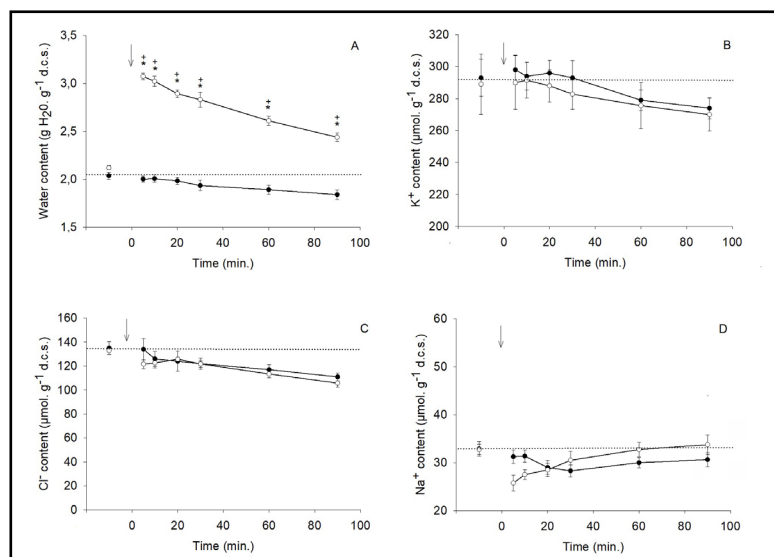 A
3,5
3,0
2,5
2,0
1,5
Water content (g H₂0. g⁻¹ d.c.s.)
+ + + + + +
* * * * * *
0 20 40 60 80 100
Time (min.)
B
320
300
280
260
240
220
200
K⁺ content (µmol. g⁻¹ d.c.s.)
0 20 40 60 80 100
Time (min.)
C
160
140
120
100
80
60
40
20
0
Cl⁻ content (µmol. g⁻¹ d.c.s.)
0 20 40 60 80 100
Time (min.)
D
60
50
40
30
20
Na⁺ content (µmol. g⁻¹ d.c.s.)
0 20 40 60 80 100
Time (min.)